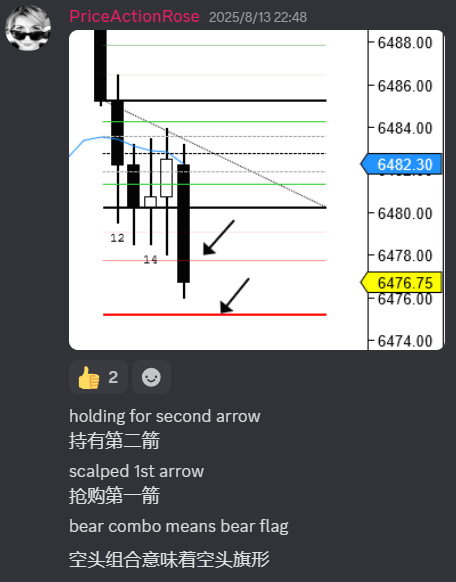 PriceActionRose 2025/8/13 22:48
6488.00
6486.00
6484.00
6482.30
6480.00
6478.00
6476.75
6476.00
6474.00
12
14
2
holding for second arrow
持有第二箭
scalped 1st arrow
抢购第一箭
bear combo means bear flag
空头组合意味着空头旗形